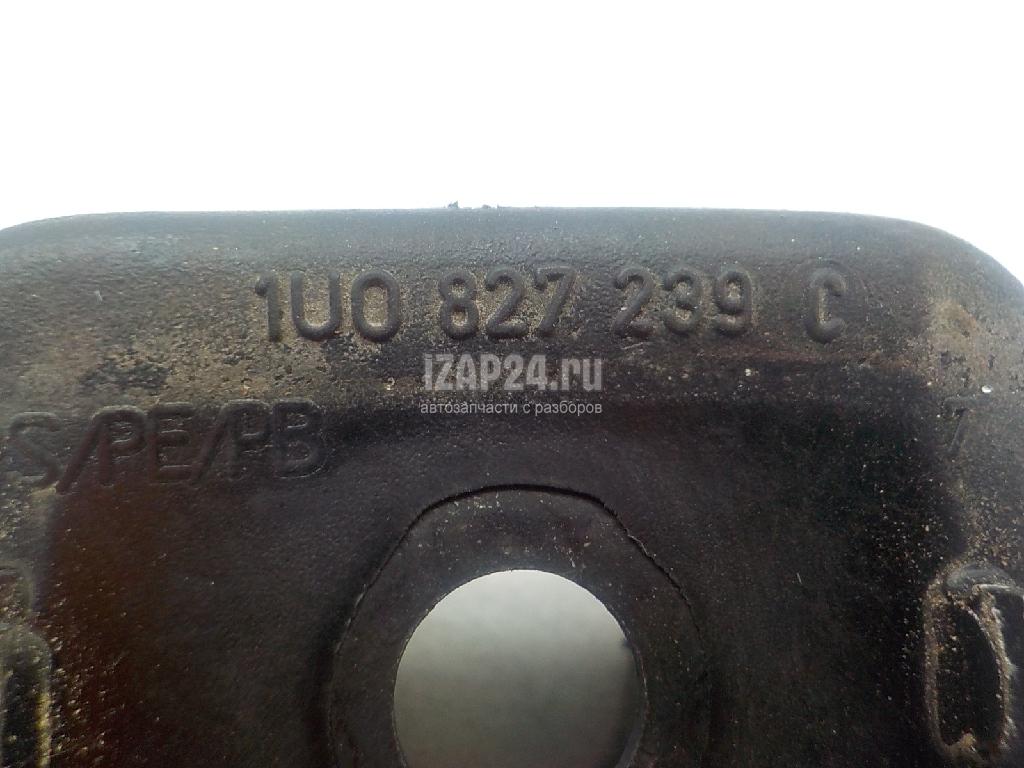 1U0 827 239 C
iZAP24.ru
автозапчасти с разборов
S/PE/PB